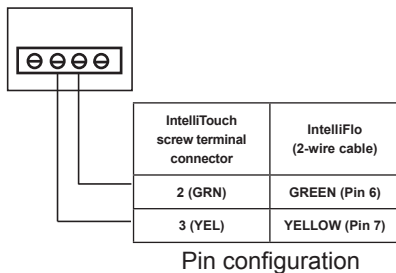 IntelliTouch
screw terminal
connector
IntelliFlo
(2-wire cable)
2 (GRN)
GREEN (Pin 6)
3 (YEL)
YELLOW (Pin 7)
Pin configuration